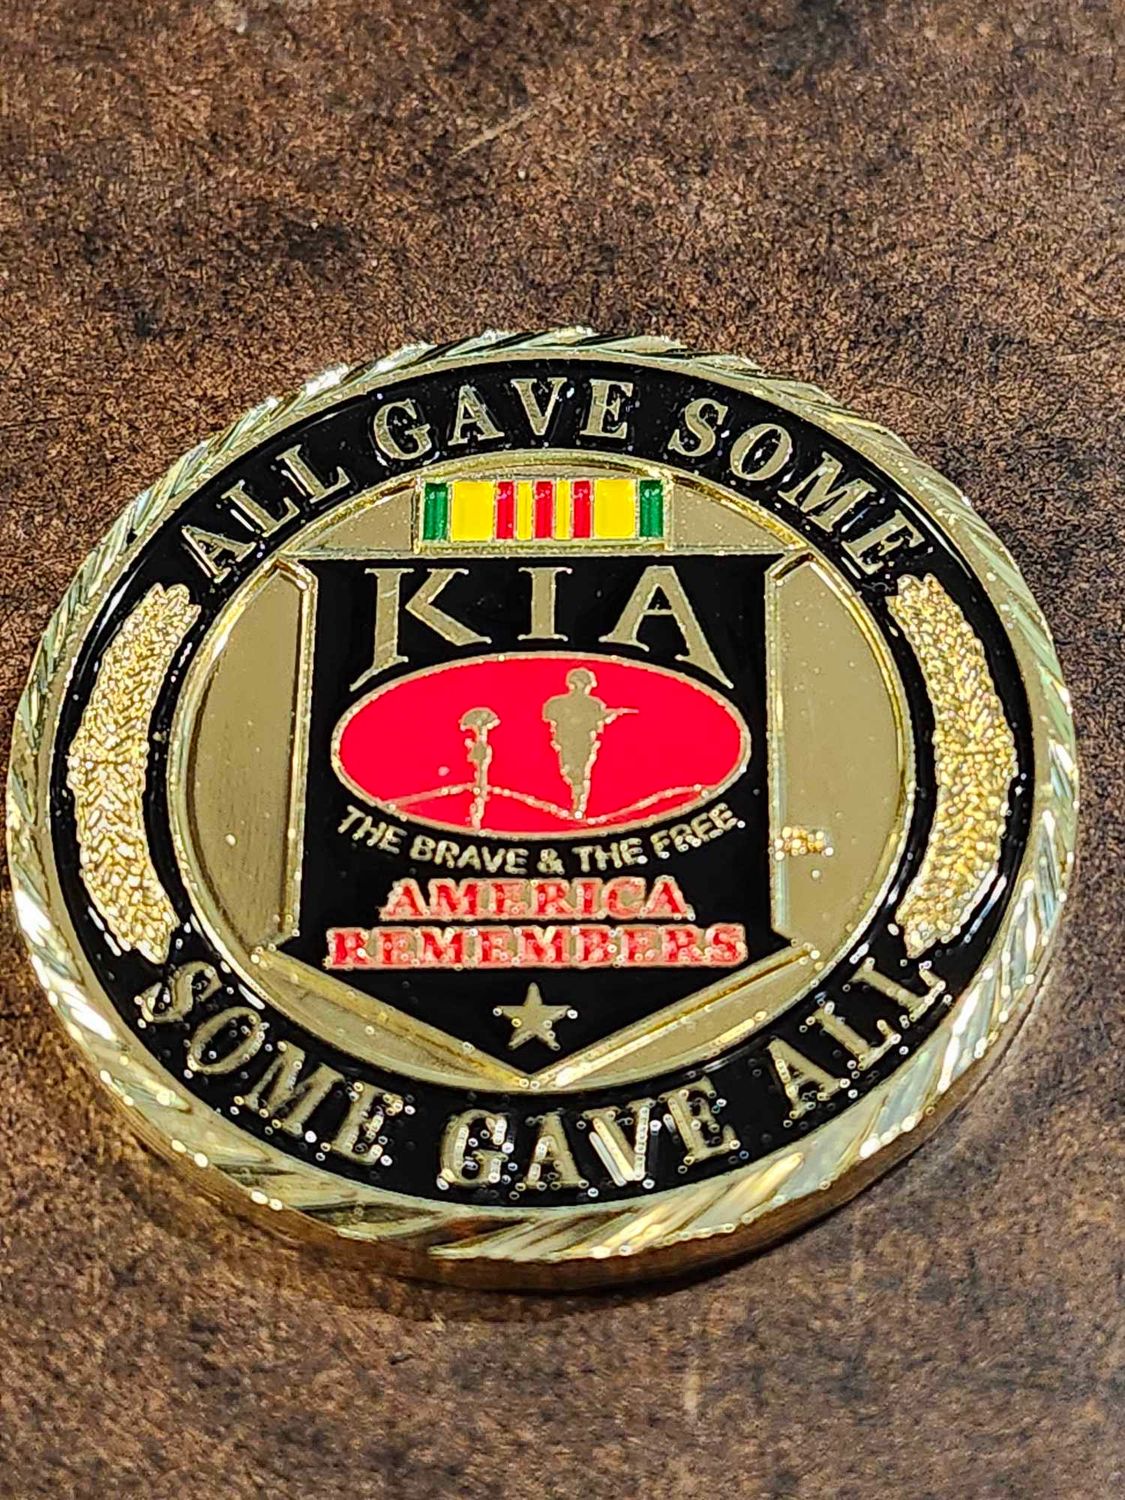 ALL GAVE SOME
KIA
THE BRAVE & THE FREE
AMERICA
REMEMBERS
SOME GAVE ALL